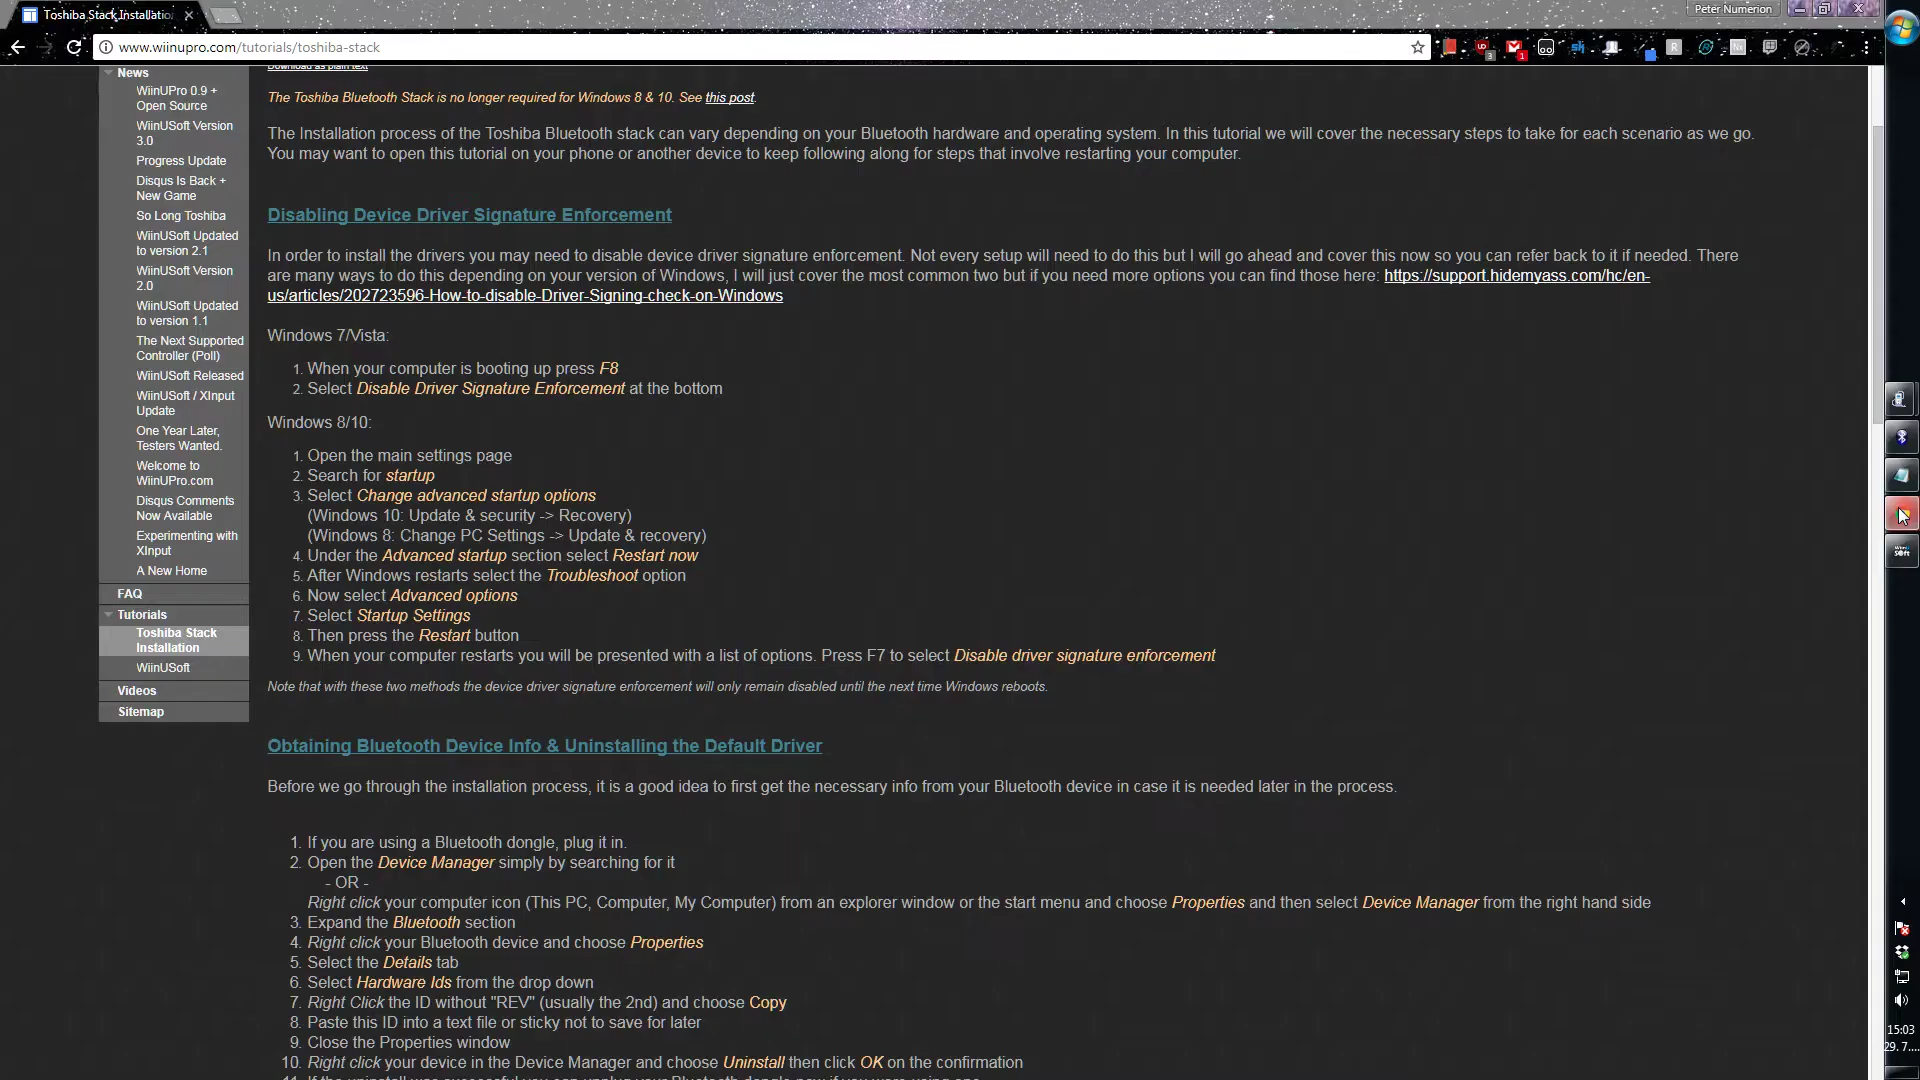 Toshiba Stack Installatio
Peter Numerion
www.wiinupro.com/tutorials/toshiba-stack
News
WiinUPro 0.9 +
Open Source
WiinUSoft Version
3.0
Progress Update
Disqus Is Back +
New Game
So Long Toshiba
WiinUSoft Updated
to version 2.1
WiinUSoft Version
2.0
WiinUSoft Updated
to version 1.1
The Next Supported
Controller (Poll)
WiinUSoft Released
WiinUSoft / XInput
Update
One Year Later,
Testers Wanted.
Welcome to
WiinUPro.com
Disqus Comments
Now Available
Experimenting with
XInput
A New Home
FAQ
Tutorials
Toshiba Stack
Installation
WiinUSoft
Videos
Sitemap
Download as plain text
The Toshiba Bluetooth Stack is no longer required for Windows 8 & 10. See this post.
The Installation process of the Toshiba Bluetooth stack can vary depending on your Bluetooth hardware and operating system. In this tutorial we will cover the necessary steps to take for each scenario as we go.
You may want to open this tutorial on your phone or another device to keep following along for steps that involve restarting your computer.
Disabling Device Driver Signature Enforcement
In order to install the drivers you may need to disable device driver signature enforcement. Not every setup will need to do this but I will go ahead and cover this now so you can refer back to it if needed. There
are many ways to do this depending on your version of Windows, I will just cover the most common two but if you need more options you can find those here: https://support.hidemyass.com/hc/en-
us/articles/202723596-How-to-disable-Driver-Signing-check-on-Windows
Windows 7/Vista:
1. When your computer is booting up press F8
2. Select Disable Driver Signature Enforcement at the bottom
Windows 8/10:
1. Open the main settings page
2. Search for startup
3. Select Change advanced startup options
(Windows 10: Update & security -> Recovery)
(Windows 8: Change PC Settings -> Update & recovery)
4. Under the Advanced startup section select Restart now
5. After Windows restarts select the Troubleshoot option
6. Now select Advanced options
7. Select Startup Settings
8. Then press the Restart button
9. When your computer restarts you will be presented with a list of options. Press F7 to select Disable driver signature enforcement
Note that with these two methods the device driver signature enforcement will only remain disabled until the next time Windows reboots.
Obtaining Bluetooth Device Info & Uninstalling the Default Driver
Before we go through the installation process, it is a good idea to first get the necessary info from your Bluetooth device in case it is needed later in the process.
1. If you are using a Bluetooth dongle, plug it in.
2. Open the Device Manager simply by searching for it
- OR -
Right click your computer icon (This PC, Computer, My Computer) from an explorer window or the start menu and choose Properties and then select Device Manager from the right hand side
3. Expand the Bluetooth section
4. Right click your Bluetooth device and choose Properties
5. Select the Details tab
6. Select Hardware Ids from the drop down
7. Right Click the ID without "REV" (usually the 2nd) and choose Copy
8. Paste this ID into a text file or sticky not to save for later
9. Close the Properties window
10. Right click your device in the Device Manager and choose Uninstall then click OK on the confirmation
15:03
29. 7....